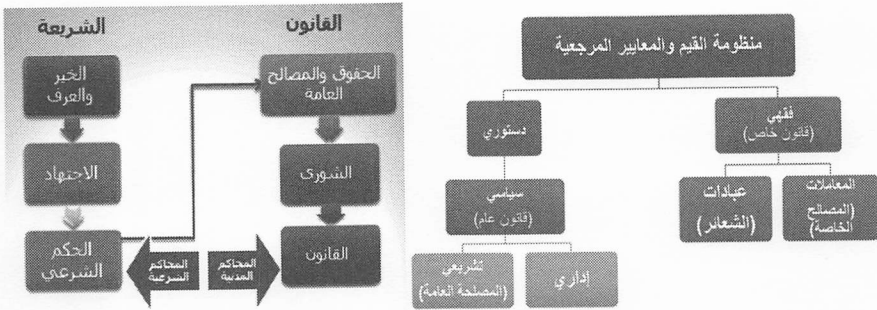 الشريعة
القانون
الخير
والعرف
الحقوق والمصالح
العامة
الاجتهاد
الشورى
الحكم
الشرعي
المحاكم
الشرعية
المحاكم
المدنية
القانون
منظومة القيم والمعايير المرجعية
فقهي
(قانون خاص)
دستوري
المعاملات
(المصالح
الخاصة)
عبادات
(الشعائر)
سياسي
(قانون عام)
إداري
تشريعي
(المصلحة العامة)